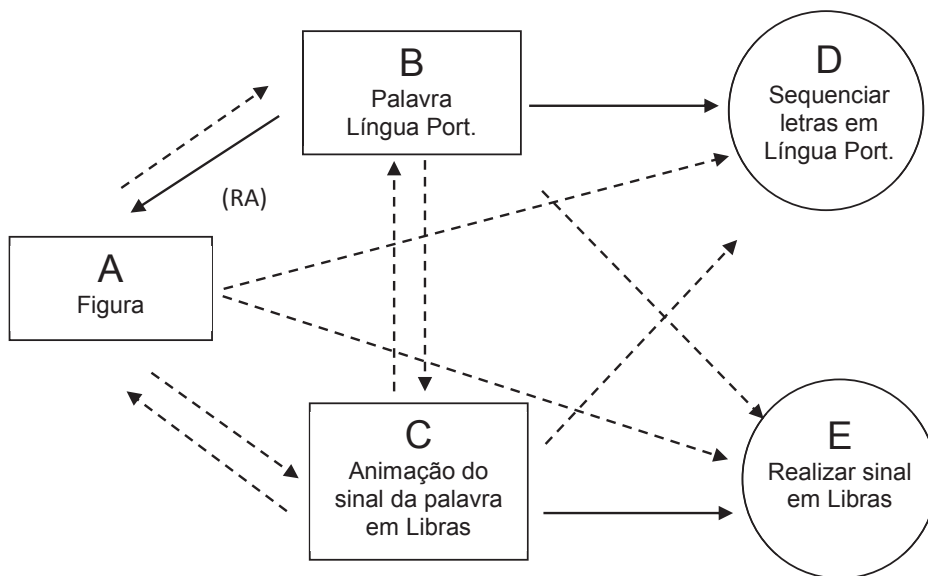 B
Palavra
Língua Port.
D
Sequenciar
letras em
Língua Port.
(RA)
A
Figura
C
Animação do
sinal da palavra
em Libras
E
Realizar sinal
em Libras